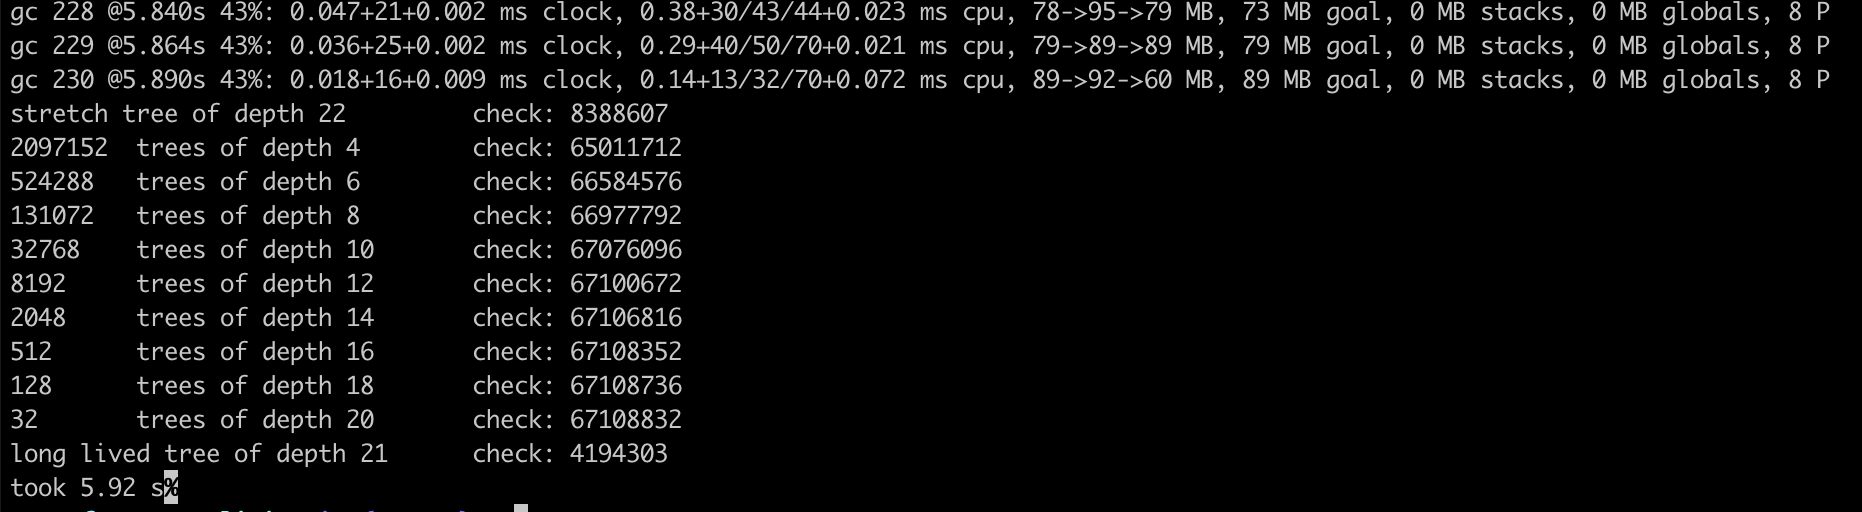 gc 228 @5.840s 43%: 0.047+21+0.002 ms clock, 0.38+30/43/44+0.023 ms cpu, 78->95->79 MB, 73 MB goal, 0 MB stacks, 0 MB globals, 8 P
gc 229 @5.864s 43%: 0.036+25+0.002 ms clock, 0.29+40/50/70+0.021 ms cpu, 79->89->89 MB, 79 MB goal, 0 MB stacks, 0 MB globals, 8 P
gc 230 @5.890s 43%: 0.018+16+0.009 ms clock, 0.14+13/32/70+0.072 ms cpu, 89->92->60 MB, 89 MB goal, 0 MB stacks, 0 MB globals, 8 P
stretch tree of depth 22 check: 8388607
2097152 trees of depth 4 check: 65011712
524288 trees of depth 6 check: 66584576
131072 trees of depth 8 check: 66977792
32768 trees of depth 10 check: 67076096
8192 trees of depth 12 check: 67100672
2048 trees of depth 14 check: 67106816
512 trees of depth 16 check: 67108352
128 trees of depth 18 check: 67108736
32 trees of depth 20 check: 67108832
long lived tree of depth 21 check: 4194303
took 5.92 s%